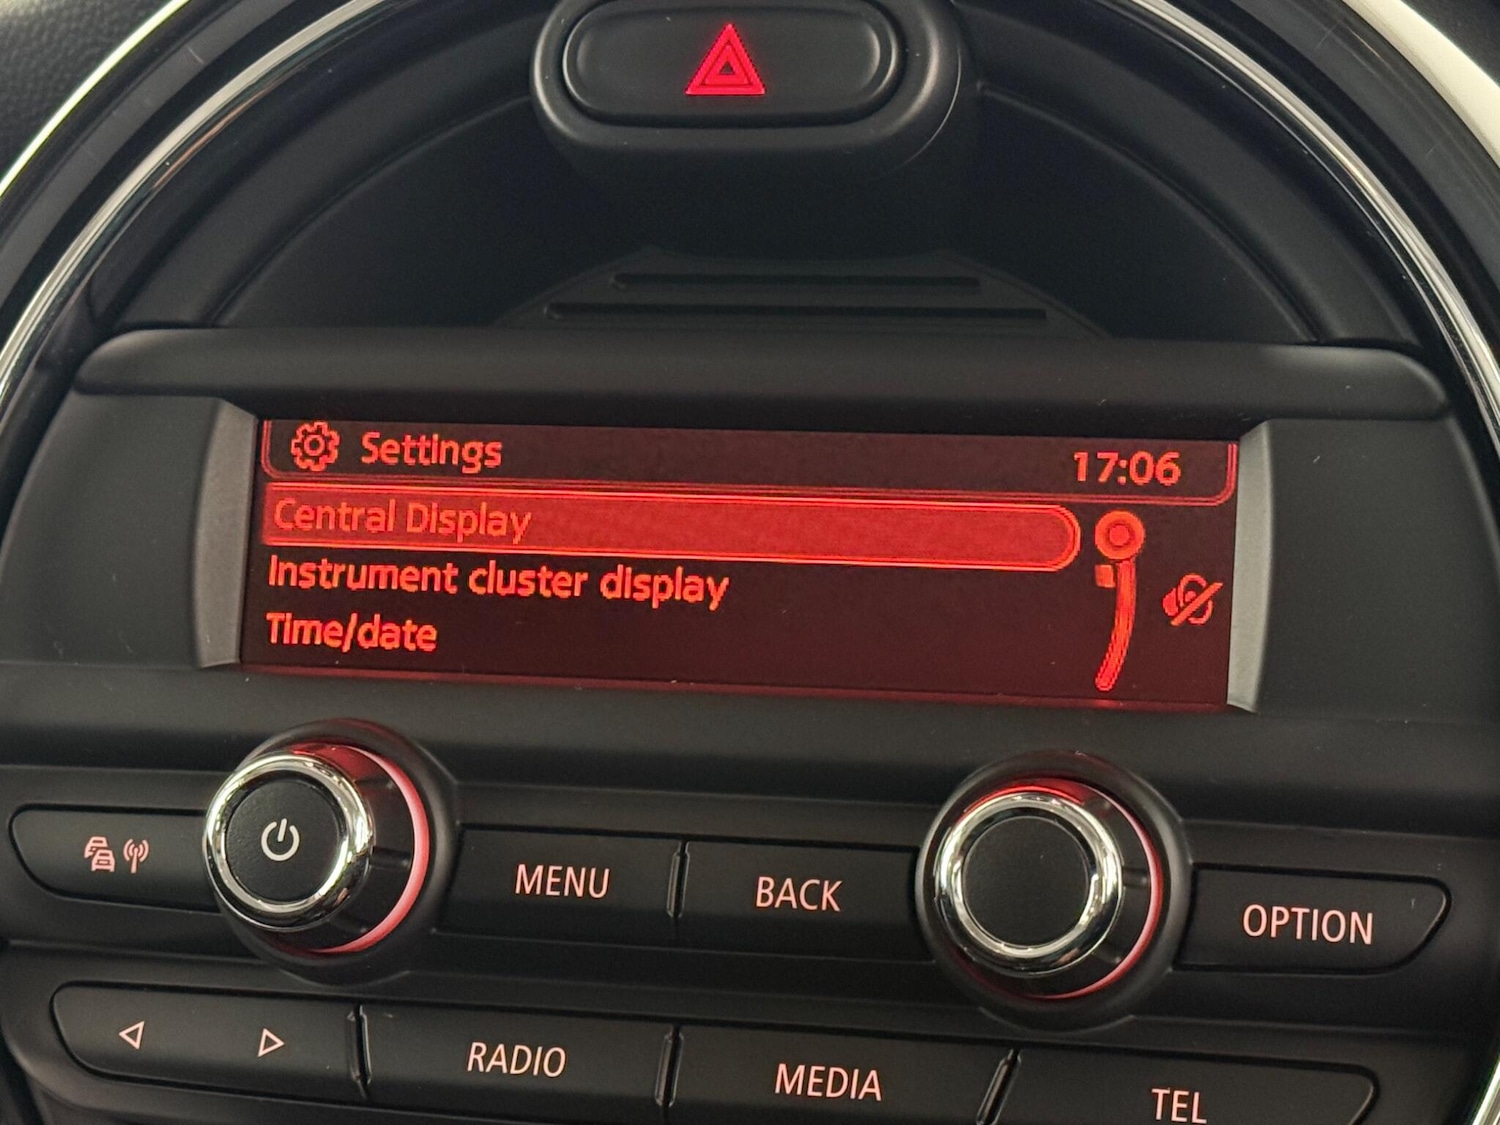 Settings
17:06
Central Display
Instrument cluster display
Time/date
MENU
BACK
OPTION
RADIO
MEDIA
TEL